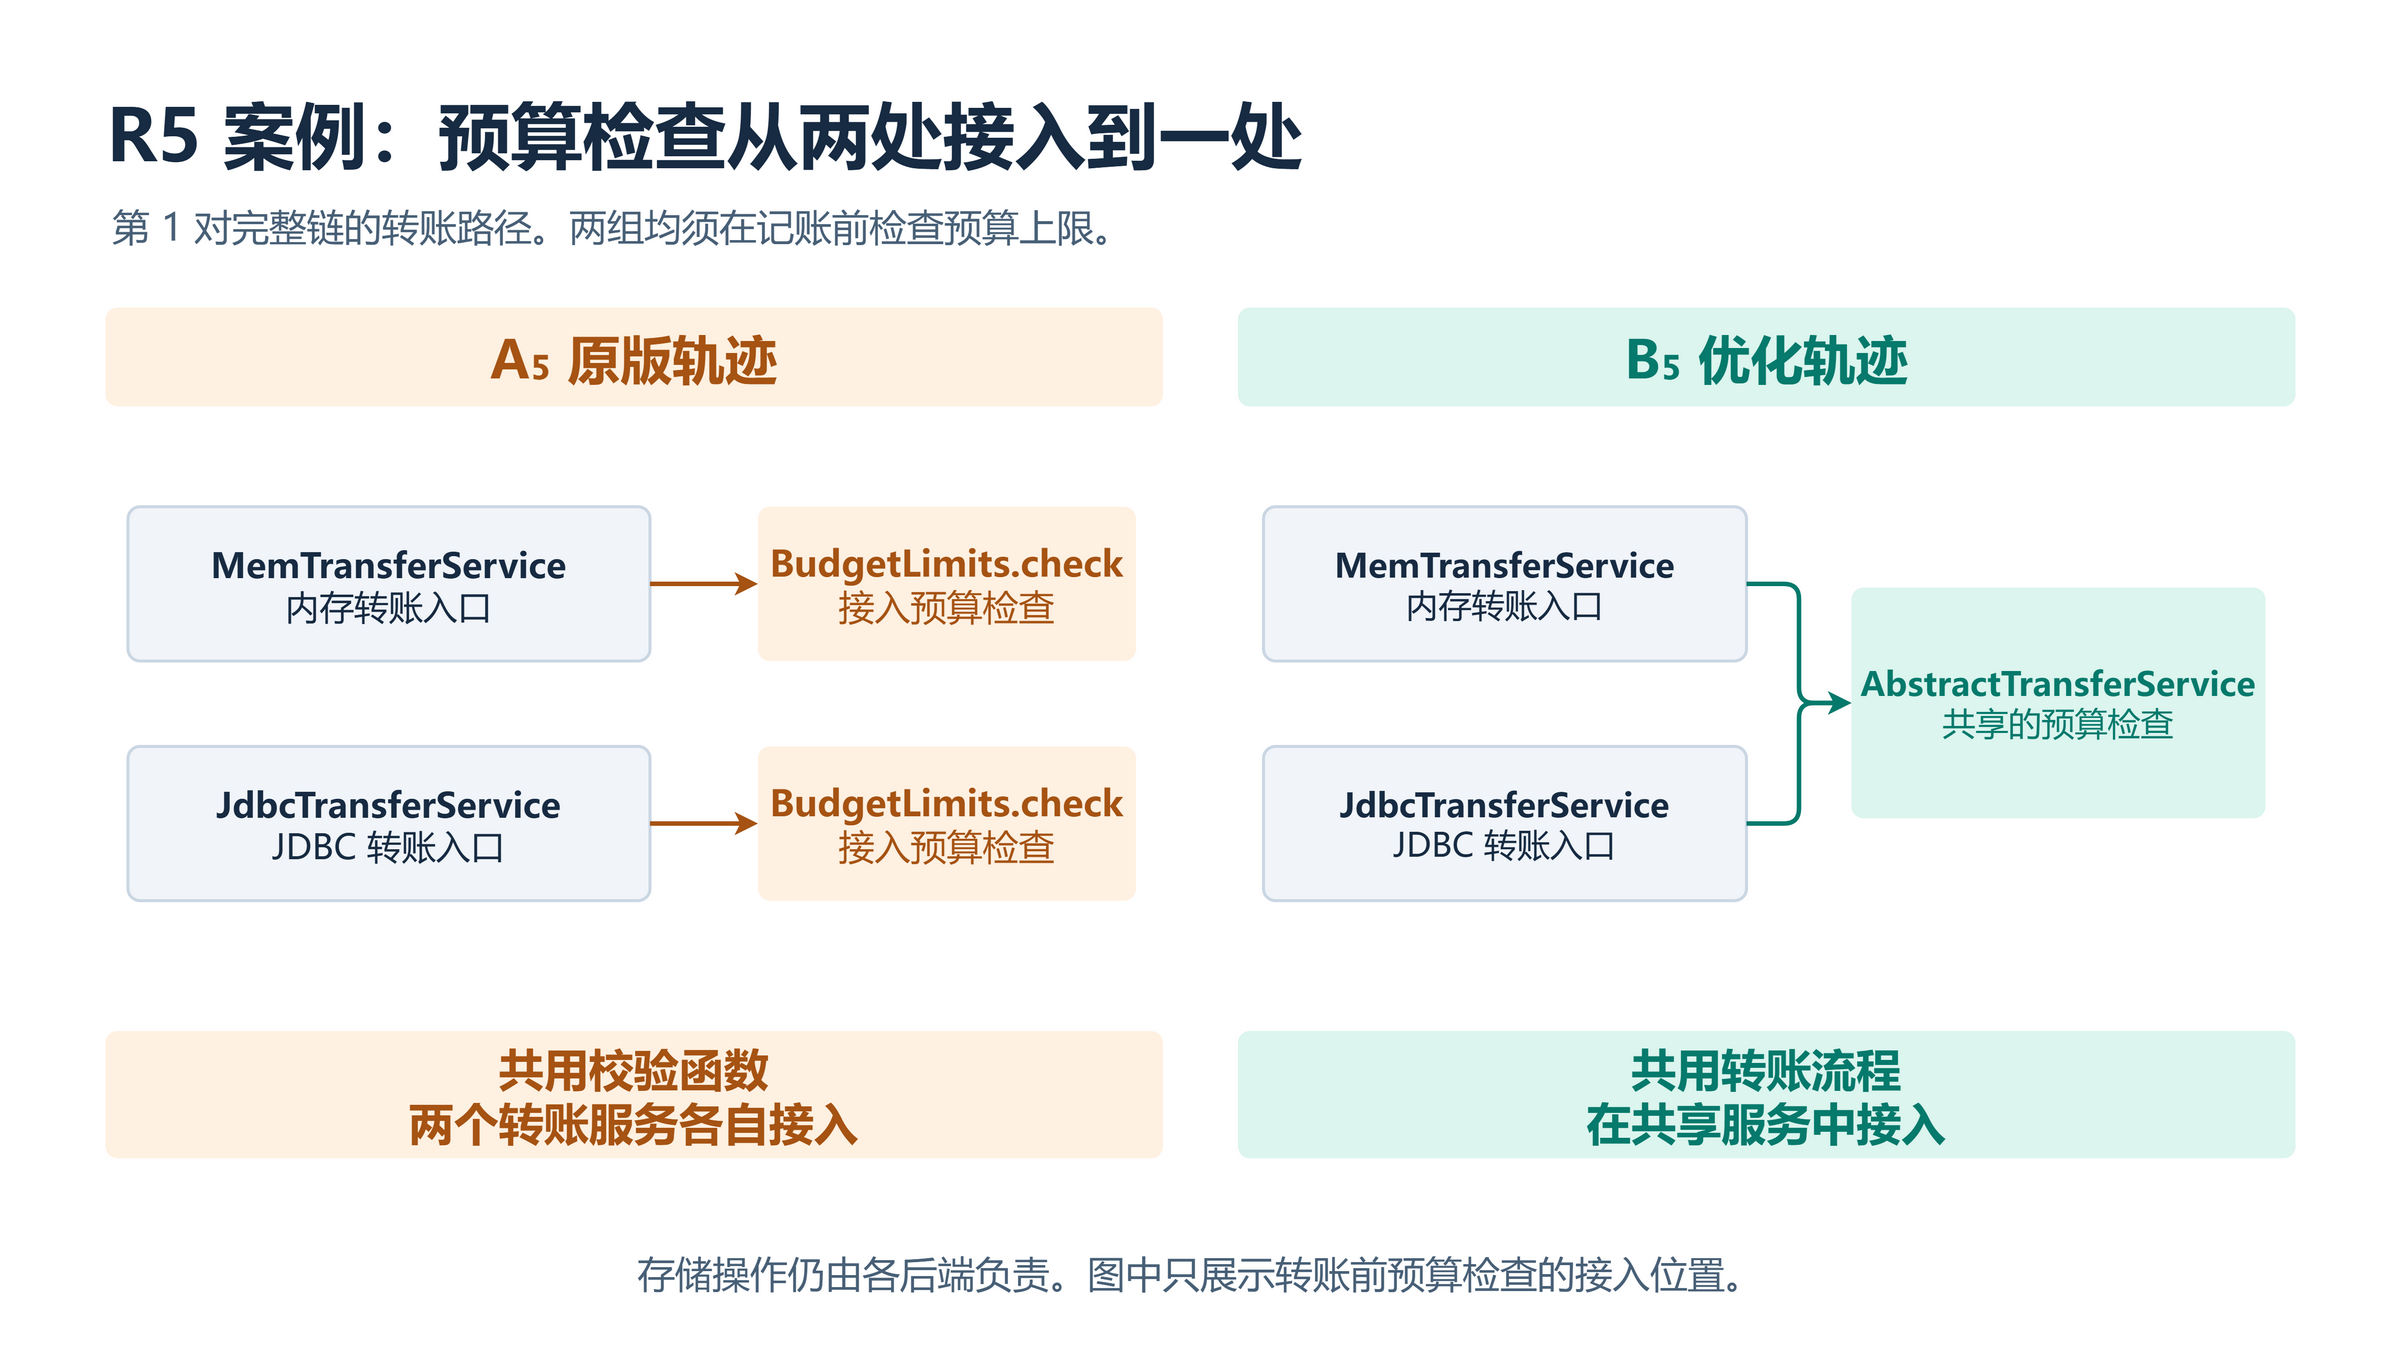 R5 案例：预算检查从两处接入到一处
第 1 对完整链的转账路径。两组均须在记账前检查预算上限。
A₅ 原版轨迹
MemTransferService
内存转账入口
BudgetLimits.check
接入预算检查
JdbcTransferService
JDBC 转账入口
BudgetLimits.check
接入预算检查
共用校验函数
两个转账服务各自接入
B₅ 优化轨迹
MemTransferService
内存转账入口
JdbcTransferService
JDBC 转账入口
AbstractTransferService
共享的预算检查
共用转账流程
在共享服务中接入
存储操作仍由各后端负责。图中只展示转账前预算检查的接入位置。